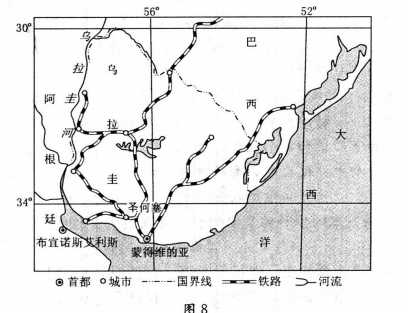 56°
52°
30°
乌
拉
圭
河
乌
拉
圭
巴
西
阿
根
廷
大
西
洋
34°
圣何塞
布宜诺斯艾利斯
蒙得维的亚
首都 城市 国界线 铁路 河流
图 8